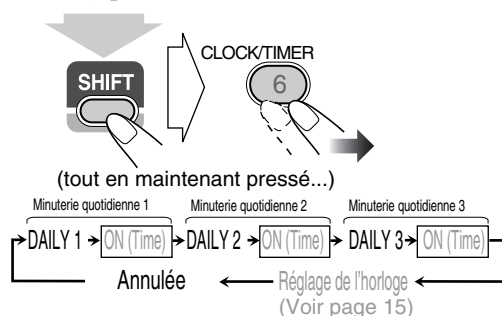 CLOCK/TIMER
SHIFT
6
(tout en maintenant pressé...)
Minuterie quotidienne 1 Minuterie quotidienne 2 Minuterie quotidienne 3
DAILY 1 ON (Time) DAILY 2 ON (Time) DAILY 3 ON (Time)
Annulée Réglage de l'horloge
(Voir page 15)